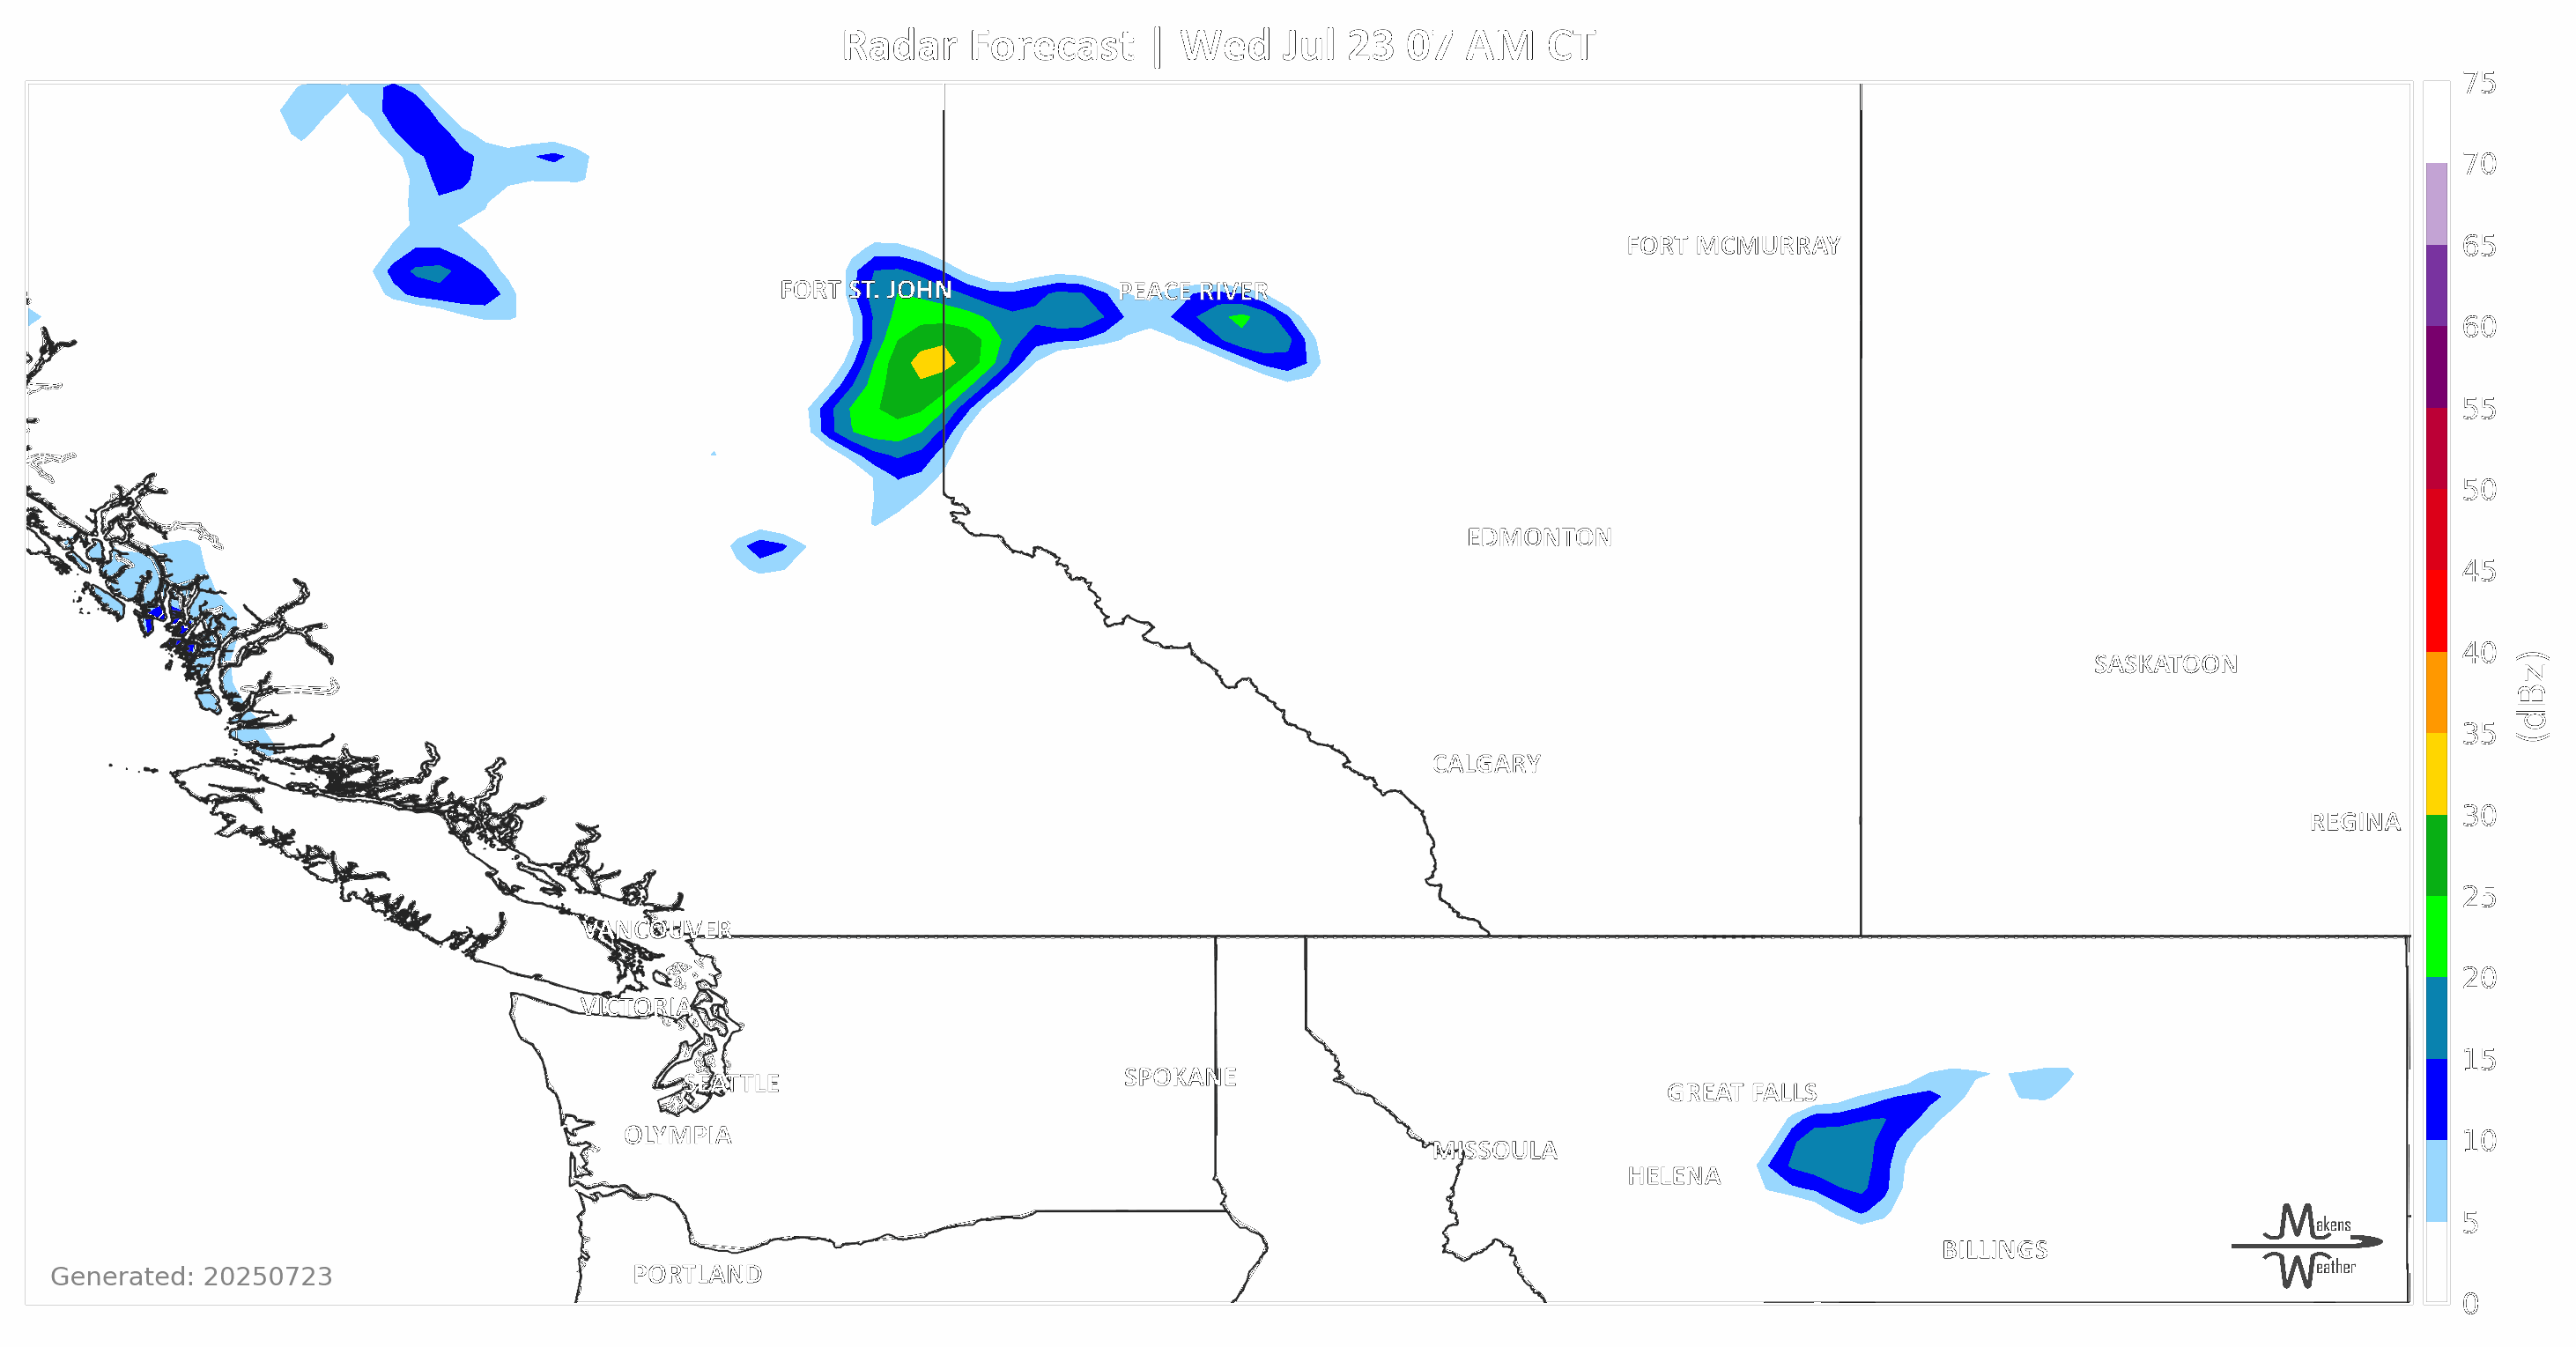 Radar Forecast | Wed Jul 23 07 AM CT
75
70
65
60
55
50
45
40
35
30
25
20
15
10
5
0
(dBz)
FORT MCMURRAY
FORT ST. JOHN
PEACE RIVER
EDMONTON
SASKATOON
CALGARY
REGINA
VANCOUVER
VICTORIA
SEATTLE
SPOKANE
GREAT FALLS
OLYMPIA
MISSOULA
HELENA
BILLINGS
PORTLAND
Makens
Weather
Generated: 20250723